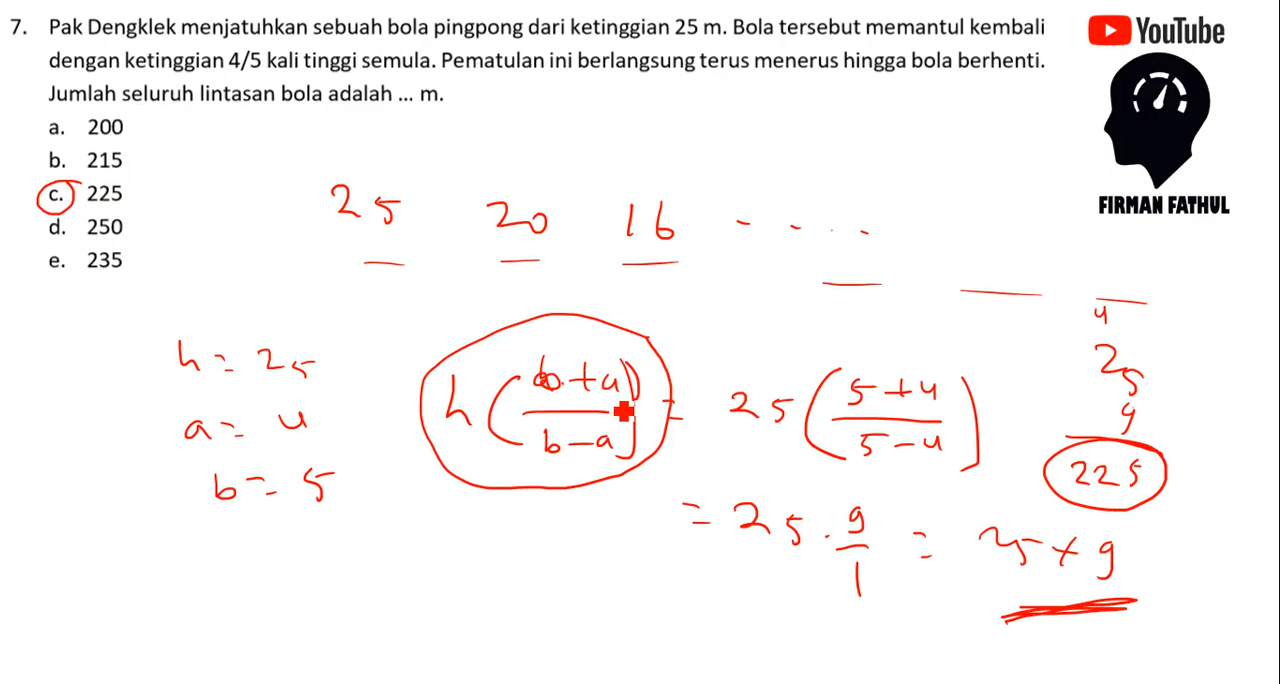 7. Pak Dengklek menjatuhkan sebuah bola pingpong dari ketinggian 25 m. Bola tersebut memantul kembali
dengan ketinggian 4/5 kali tinggi semula. Pematulan ini berlangsung terus menerus hingga bola berhenti.
Jumlah seluruh lintasan bola adalah ... m.
a. 200
b. 215
c. 225
d. 250
e. 235
YouTube
FIRMAN FATHUL
25 20 16 - - . . .
h = 25
a = 4
b = 5
h (b+a / b-a) = 25 (5+4 / 5-4)
= 25 . 9/1 = 25 × 9
4
25
9
225